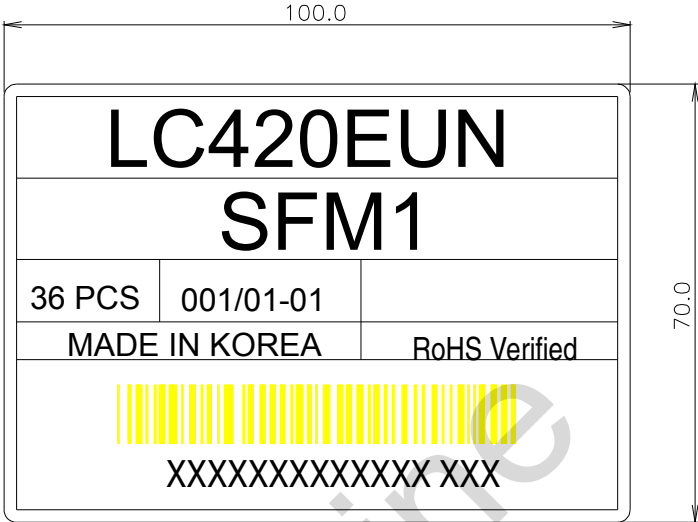 100.0
LC420EUN
SFM1
36 PCS 001/01-01
70.0
MADE IN KOREA RoHS Verified
XXXXXXXXXXXXX XXX